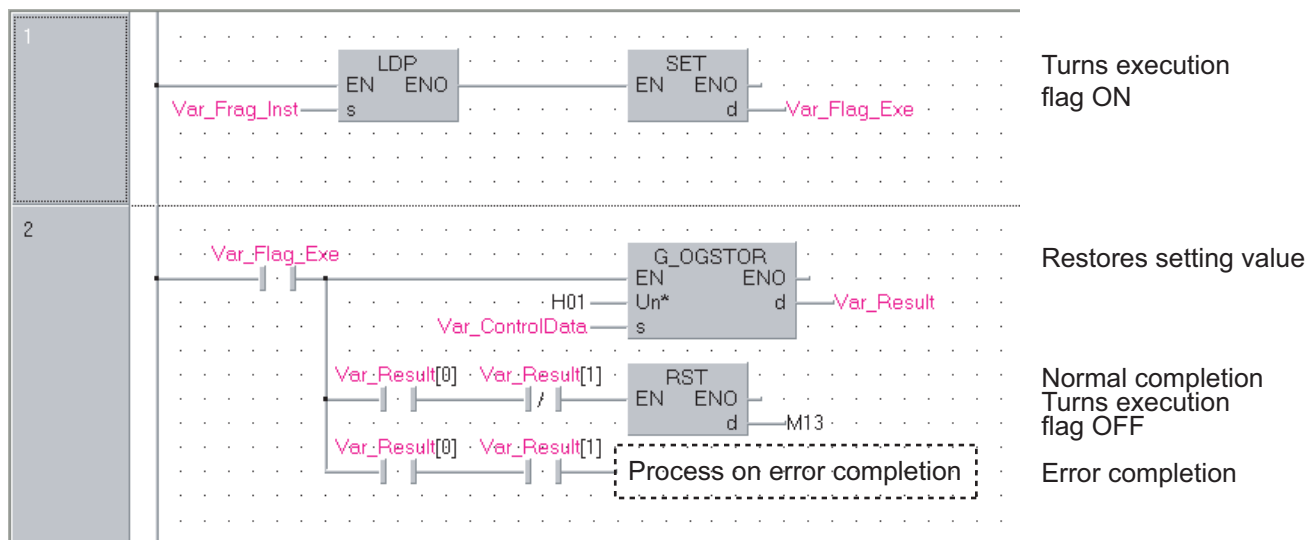 1
LDP
EN ENO
s
Var_Frag_Inst
SET
EN ENO
d
Var_Flag_Exe
Turns execution
flag ON
2
Var_Flag_Exe
G_OGSTOR
EN ENO
H01
Un* d
Var_Result
Var_ControlData
s
Restores setting value
Var_Result[0] Var_Result[1]
RST
EN ENO
d
M13
Normal completion
Turns execution
flag OFF
Var_Result[0] Var_Result[1]
Process on error completion
Error completion